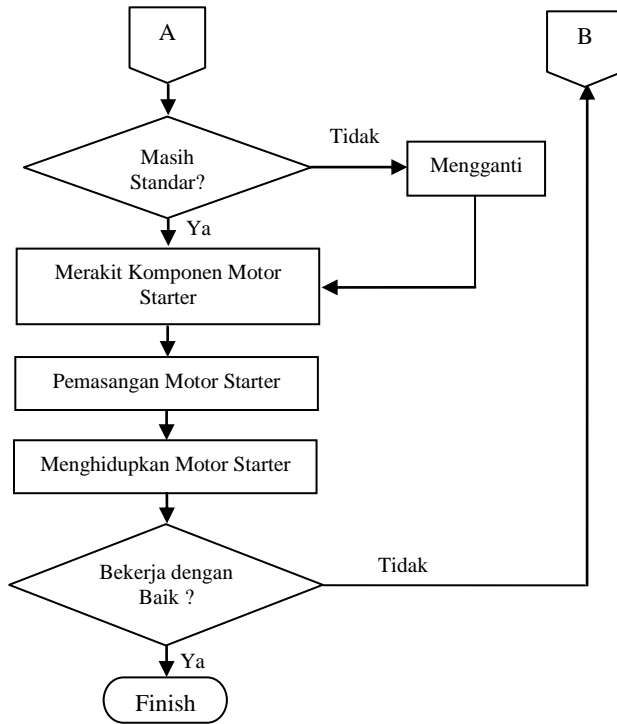 A
B
Tidak
Masih
Standar?
Mengganti
Ya
Merakit Komponen Motor
Starter
Pemasangan Motor Starter
Menghidupkan Motor Starter
Bekerja dengan
Baik ?
Tidak
Ya
Finish